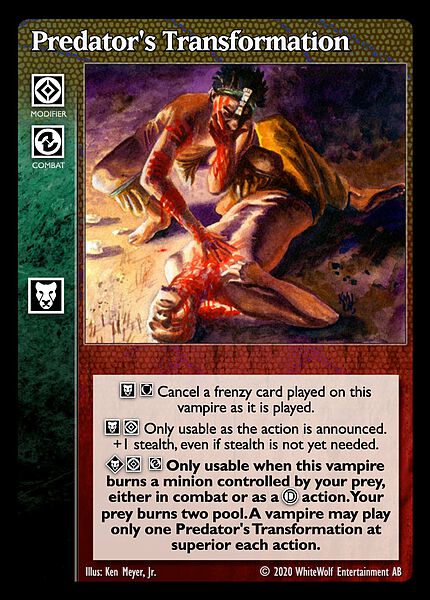 Predator's Transformation
MODIFIER
COMBAT
Cancel a frenzy card played on this
vampire as it is played.
Only usable as the action is announced.
+1 stealth, even if stealth is not yet needed.
Only usable when this vampire
burns a minion controlled by your prey,
either in combat or as a D action. Your
prey burns two pool. A vampire may play
only one Predator's Transformation at
superior each action.
Illus: Ken Meyer, Jr. © 2020 WhiteWolf Entertainment AB